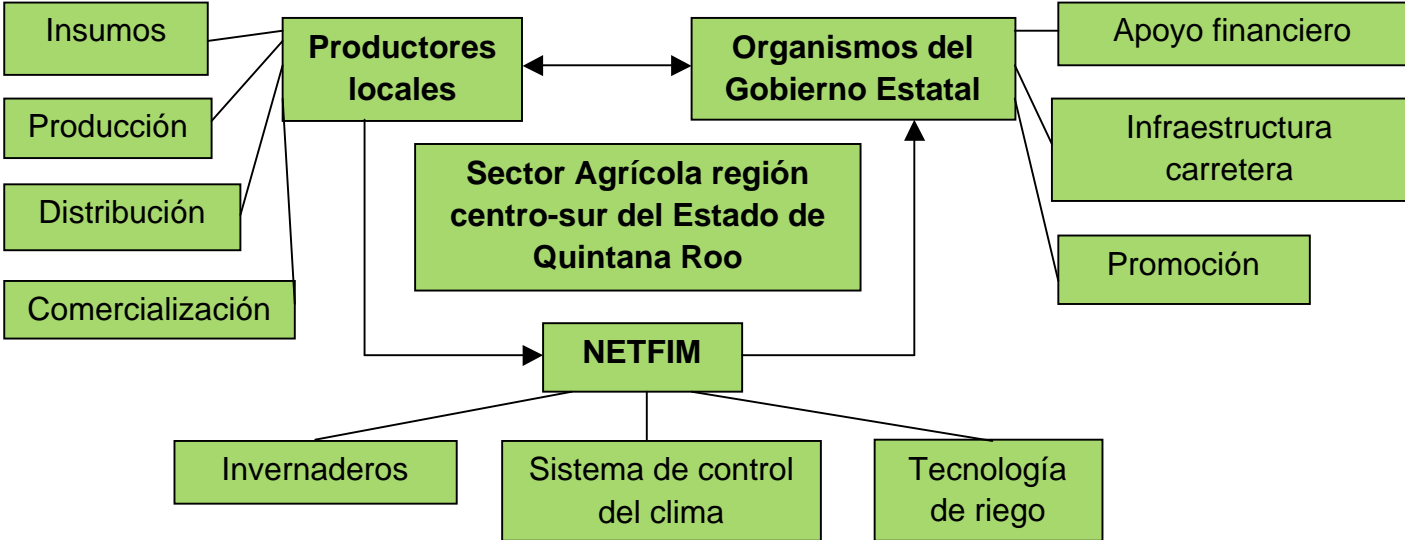 Insumos
Productores
locales
Organismos del
Gobierno Estatal
Apoyo financiero
Producción
Infraestructura
carretera
Sector Agrícola región
centro-sur del Estado de
Quintana Roo
Distribución
Promoción
Comercialización
NETFIM
Invernaderos
Sistema de control
del clima
Tecnología
de riego